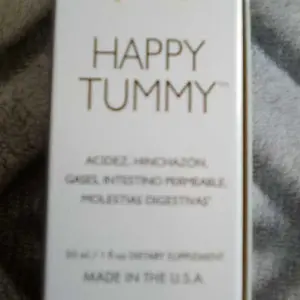 HAPPY
TUMMY™
ACIDEZ, HINCHAZÓN,
GASES, INTESTINO PERMEABLE,
MOLESTIAS DIGESTIVAS*
30 ml / 1 fl oz DIETARY SUPPLEMENT
MADE IN THE U.S.A